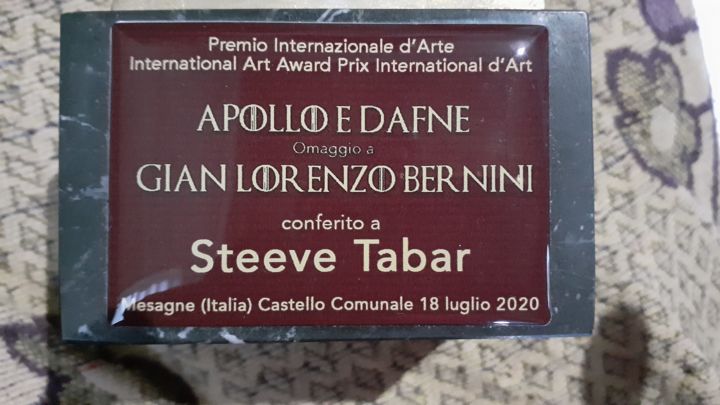 Premio Internazionale d'Arte
International Art Award Prix International d'Art
APOLLO E DAFNE
Omaggio a
GIAN LORENZO BERNINI
conferito a
Steeve Tabar
Mesagne (Italia) Castello Comunale 18 luglio 2020